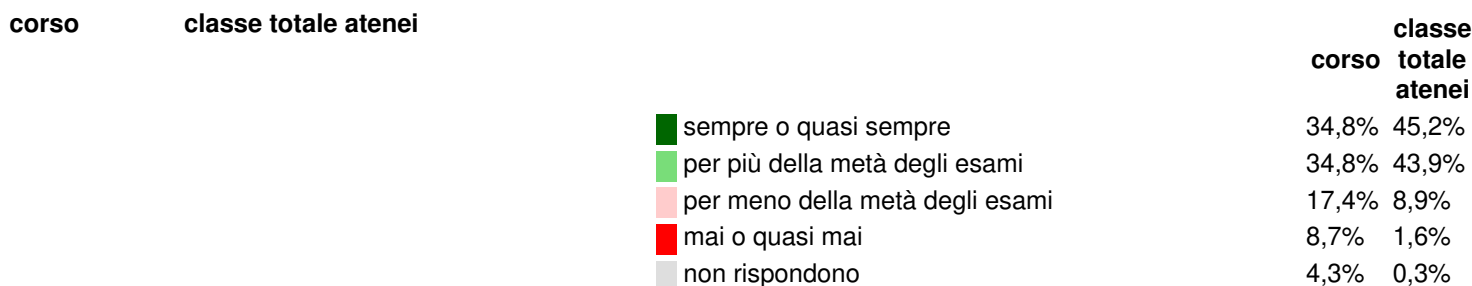 corso classe totale atenei
classe
corso totale
atenei
sempre o quasi sempre 34,8% 45,2%
per più della metà degli esami 34,8% 43,9%
per meno della metà degli esami 17,4% 8,9%
mai o quasi mai 8,7% 1,6%
non rispondono 4,3% 0,3%